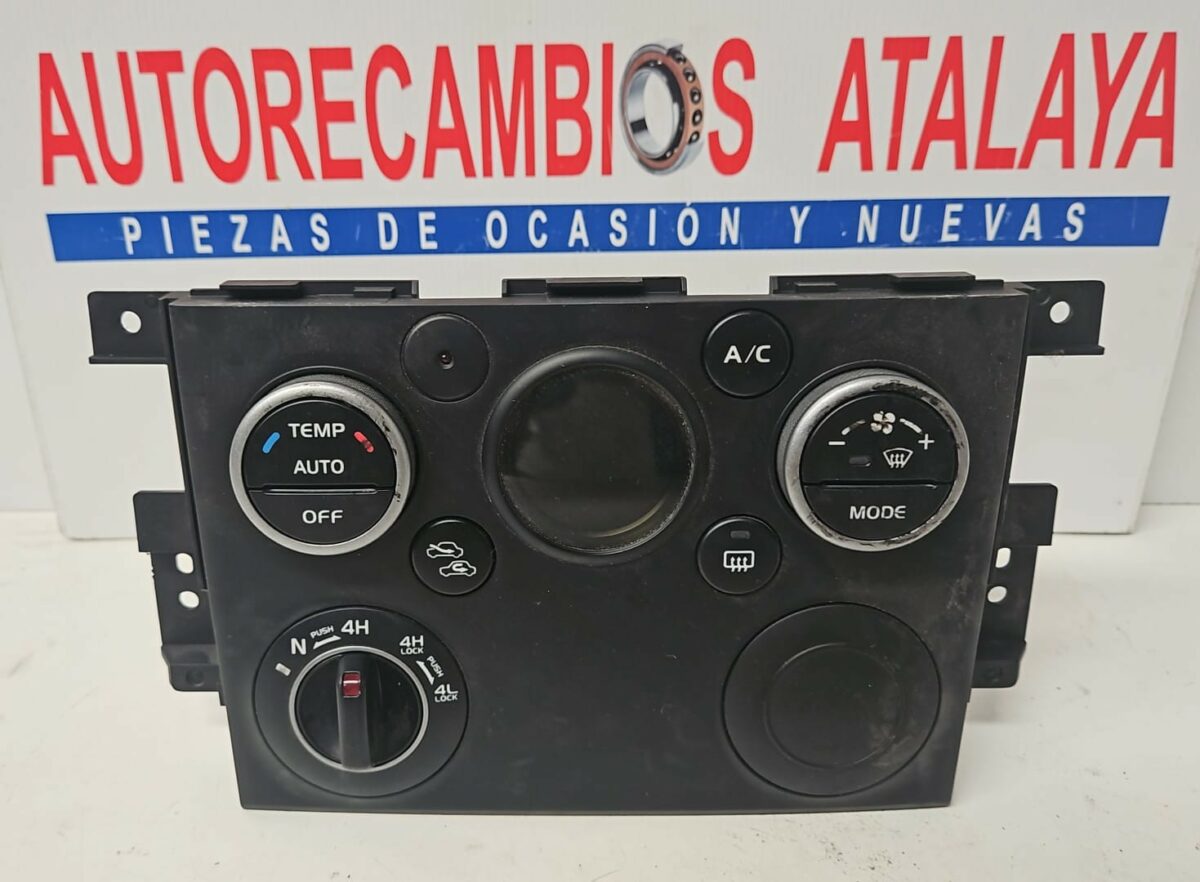 AUTORECAMBIOS ATALAYA
PIEZAS DE OCASIÓN Y NUEVAS
A/C
TEMP
AUTO
OFF
- +
MODE
N PUSH 4H
4H LOCK
PUSH
4L LOCK